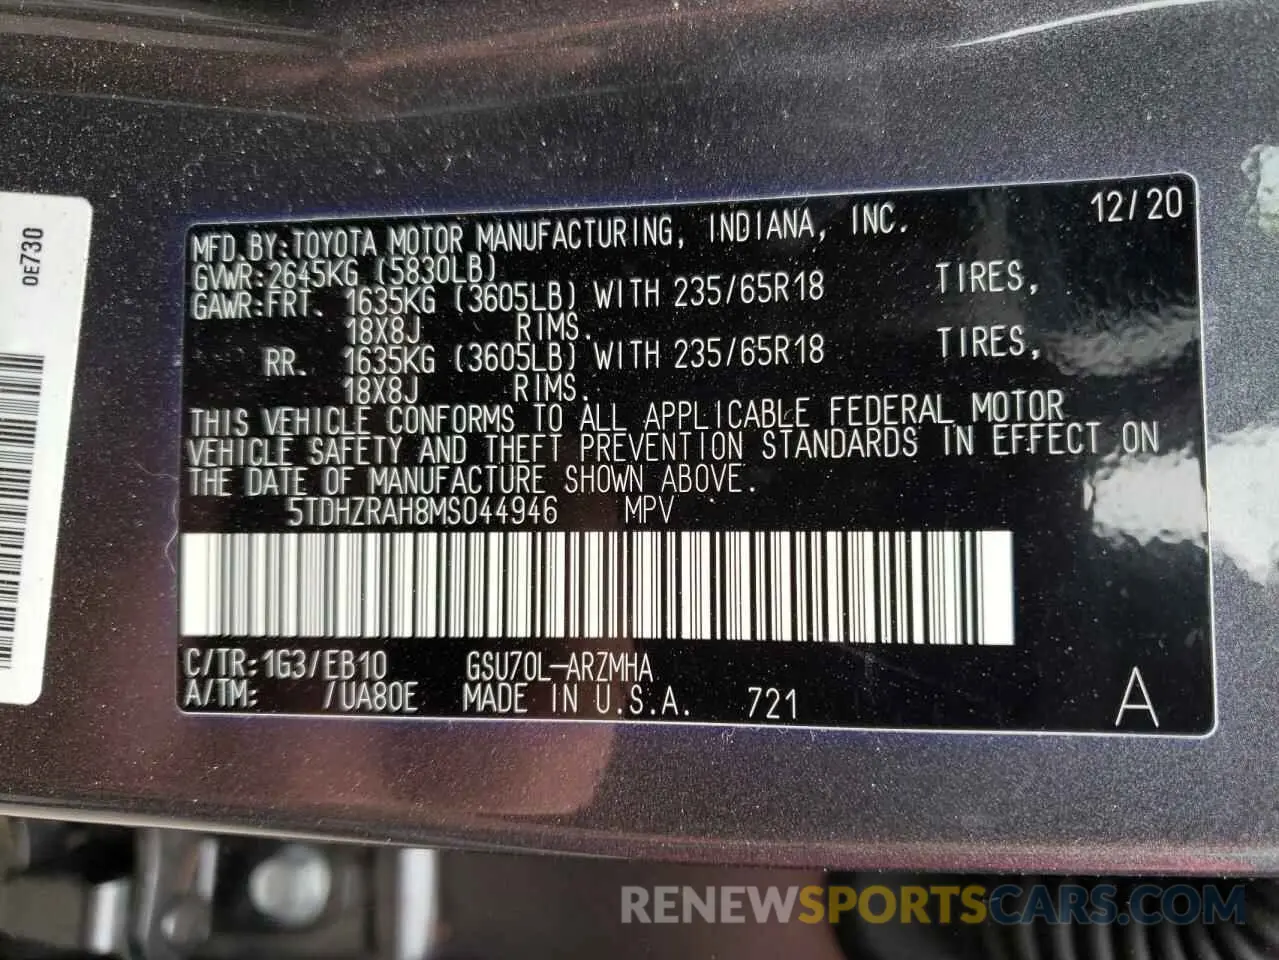 12/20
MFD.BY:TOYOTA MOTOR MANUFACTURING, INDIANA, INC.
GVWR:2645KG (5830LB)
GAWR:FRT. 1635KG (3605LB) WITH 235/65R18 TIRES,
18X8J RIMS.
RR. 1635KG (3605LB) WITH 235/65R18 TIRES,
18X8J RIMS.
THIS VEHICLE CONFORMS TO ALL APPLICABLE FEDERAL MOTOR
VEHICLE SAFETY AND THEFT PREVENTION STANDARDS IN EFFECT ON
THE DATE OF MANUFACTURE SHOWN ABOVE.
5TDHZRAH8MS044946 MPV
C/TR:1G3/EB10 GSU70L-ARZMHA
A/TM: /UA80E MADE IN U.S.A. 721 A
0E730
RENEWSPORTSCARS.COM